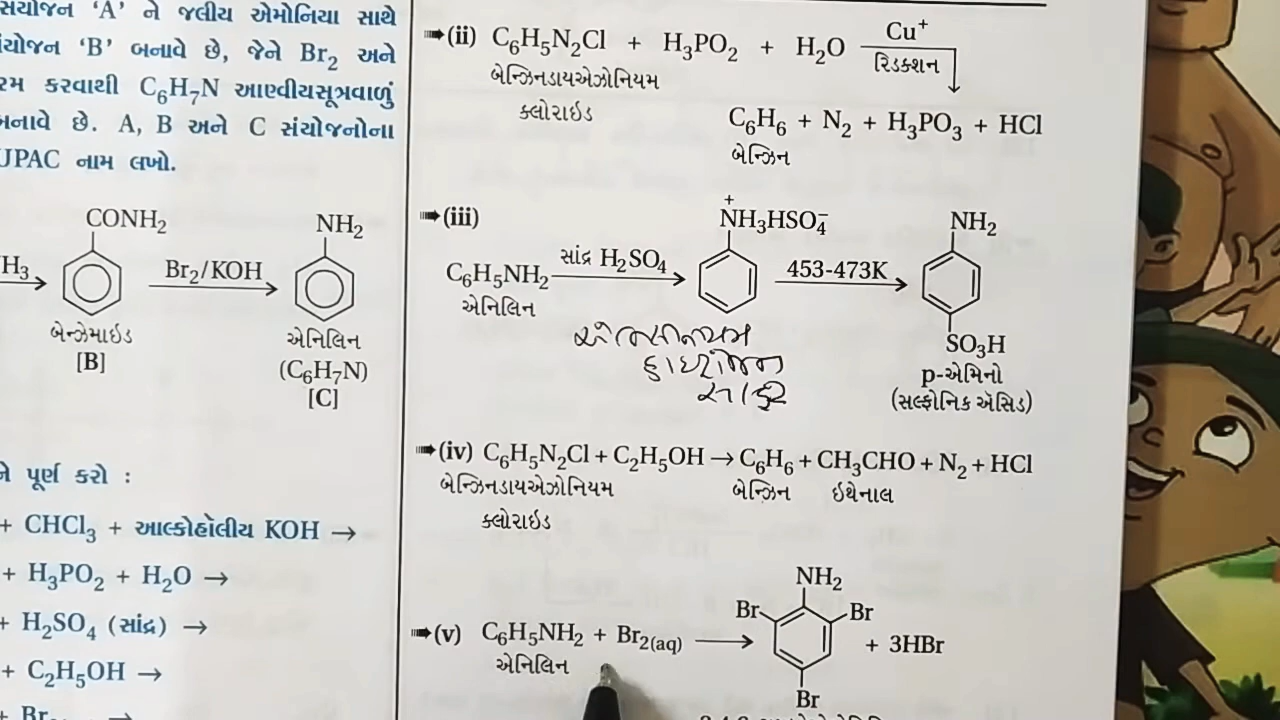 સંયોજન ‘A’ ને જલીય એમોનિયા સાથે
સંયોજન ‘B’ બનાવે છે, જેને Br₂ અને
કરવાથી C₆H₇N આણ્વીયસૂત્રવાળું
બનાવે છે. A, B અને C સંયોજનોના
IUPAC નામ લખો.
CONH₂
NH₂
H₃
Br₂/KOH
બેન્ઝેમાઇડ
[B]
એનિલિન
(C₆H₇N)
[C]
પૂર્ણ કરો :
+ CHCl₃ + આલ્કોહૉલીય KOH →
+ H₃PO₂ + H₂O →
+ H₂SO₄ (સાંદ્ર) →
+ C₂H₅OH →
+ Br
➠(ii) C₆H₅N₂Cl + H₃PO₂ + H₂O Cu⁺
રિડક્શન
બેન્ઝિનડાયએઝોનિયમ
ક્લોરાઇડ
C₆H₆ + N₂ + H₃PO₃ + HCl
બેન્ઝિન
➠(iii)
C₆H₅NH₂ સાંદ્ર H₂SO₄
એનિલિન
N⁺H₃HSO₄⁻
453-473K
NH₂
SO₃H
p-એમિનો
(સલ્ફોનિક ઍસિડ)
➠(iv) C₆H₅N₂Cl + C₂H₅OH → C₆H₆ + CH₃CHO + N₂ + HCl
બેન્ઝિનડાયએઝોનિયમ બેન્ઝિન ઇથેનાલ
ક્લોરાઇડ
➠(v) C₆H₅NH₂ + Br₂₍aq₎ →
એનિલિન
NH₂
Br Br
Br
+ 3HBr